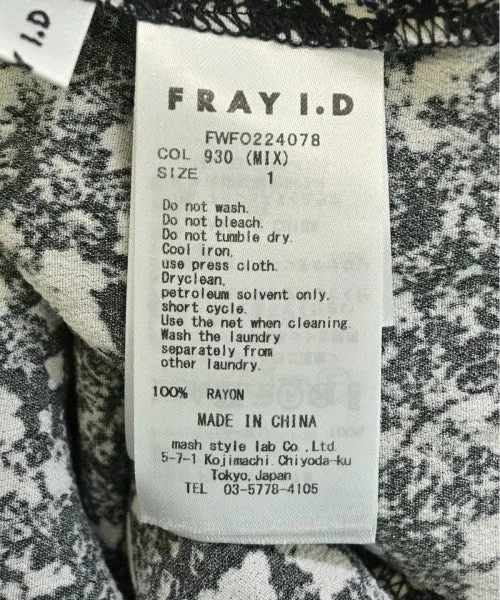 Y I.D
FRAY I.D
FWFO224078
COL 930 (MIX)
SIZE 1
Do not wash.
Do not bleach.
Do not tumble dry.
Cool iron,
use press cloth.
Dryclean,
petroleum solvent only.
short cycle.
Use the net when cleaning.
Wash the laundry
separately from
other laundry.
100% RAYON
MADE IN CHINA
mash style lab Co.,Ltd.
5-7-1 Kojimachi Chiyoda-ku
Tokyo, Japan
TEL 03-5778-4105